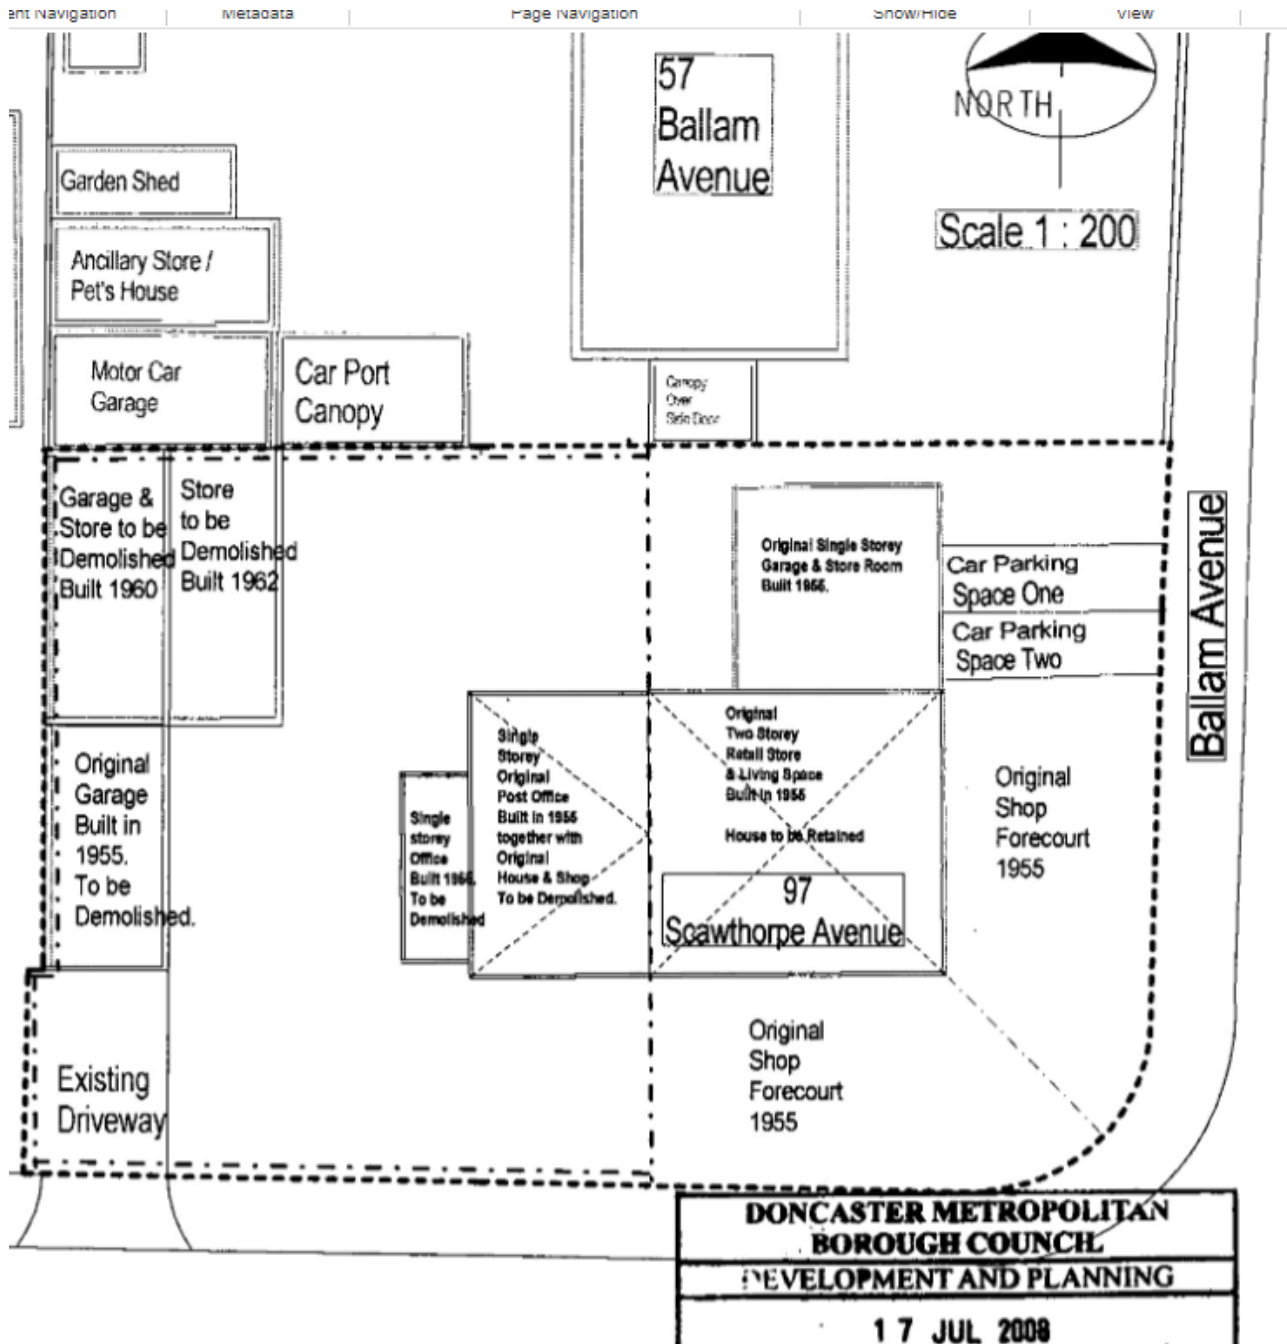 ent Navigation
Metadata
Page Navigation
Show/Hide
View
57
Ballam
Avenue
NORTH
Scale 1 : 200
Garden Shed
Ancillary Store /
Pet's House
Motor Car
Garage
Car Port
Canopy
Canopy
Over
Side Door
Garage &
Store to be
Demolished
Built 1960
Store
to be
Demolished
Built 1962
Original Single Storey
Garage & Store Room
Built 1955.
Car Parking
Space One
Car Parking
Space Two
Ballam Avenue
Original
Garage
Built in
1955.
To be
Demolished.
Single
storey
Office
Built 1966.
To be
Demolished
Single
Storey
Original
Post Office
Built in 1955
together with
Original
House & Shop
To be Demolished.
Original
Two Storey
Retail Store
& Living Space
Built in 1955
House to be Retained
97
Scawthorpe Avenue
Original
Shop
Forecourt
1955
Original
Shop
Forecourt
1955
Existing
Driveway
DONCASTER METROPOLITAN
BOROUGH COUNCIL
DEVELOPMENT AND PLANNING
17 JUL 2008